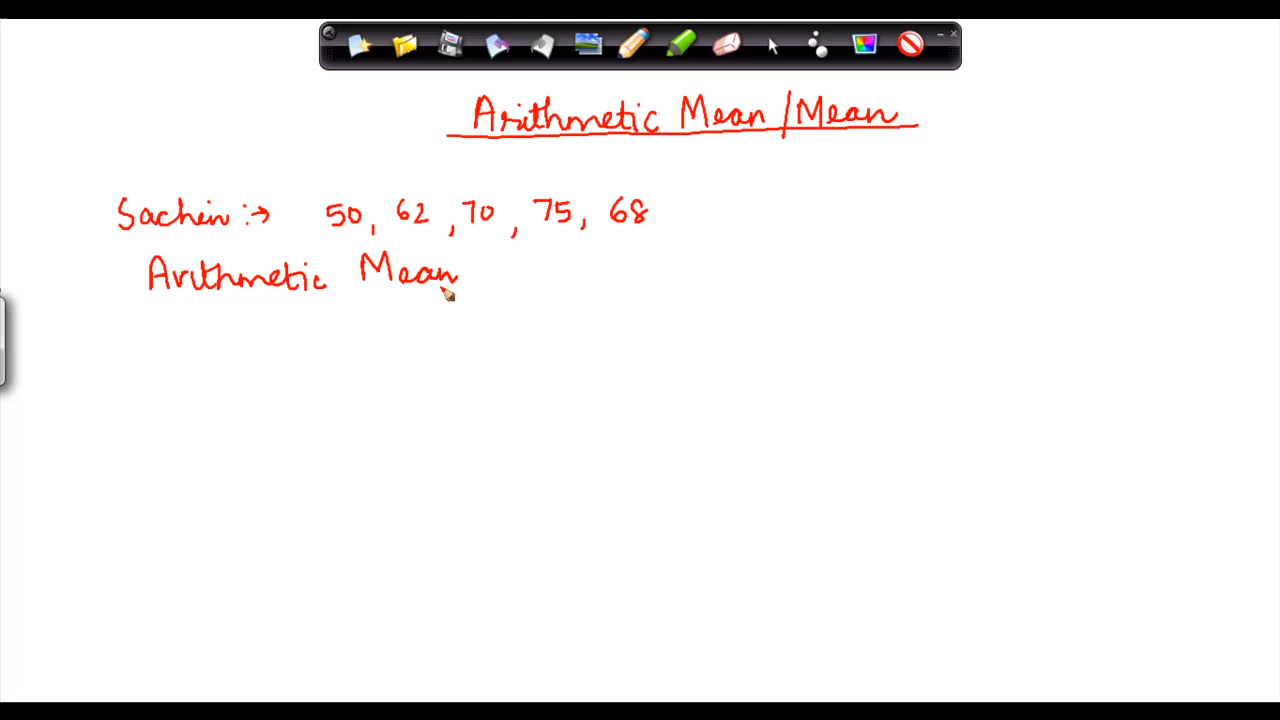 Arithmetic Mean/Mean
Sachin :→ 50, 62, 70, 75, 68
Arithmetic Mean